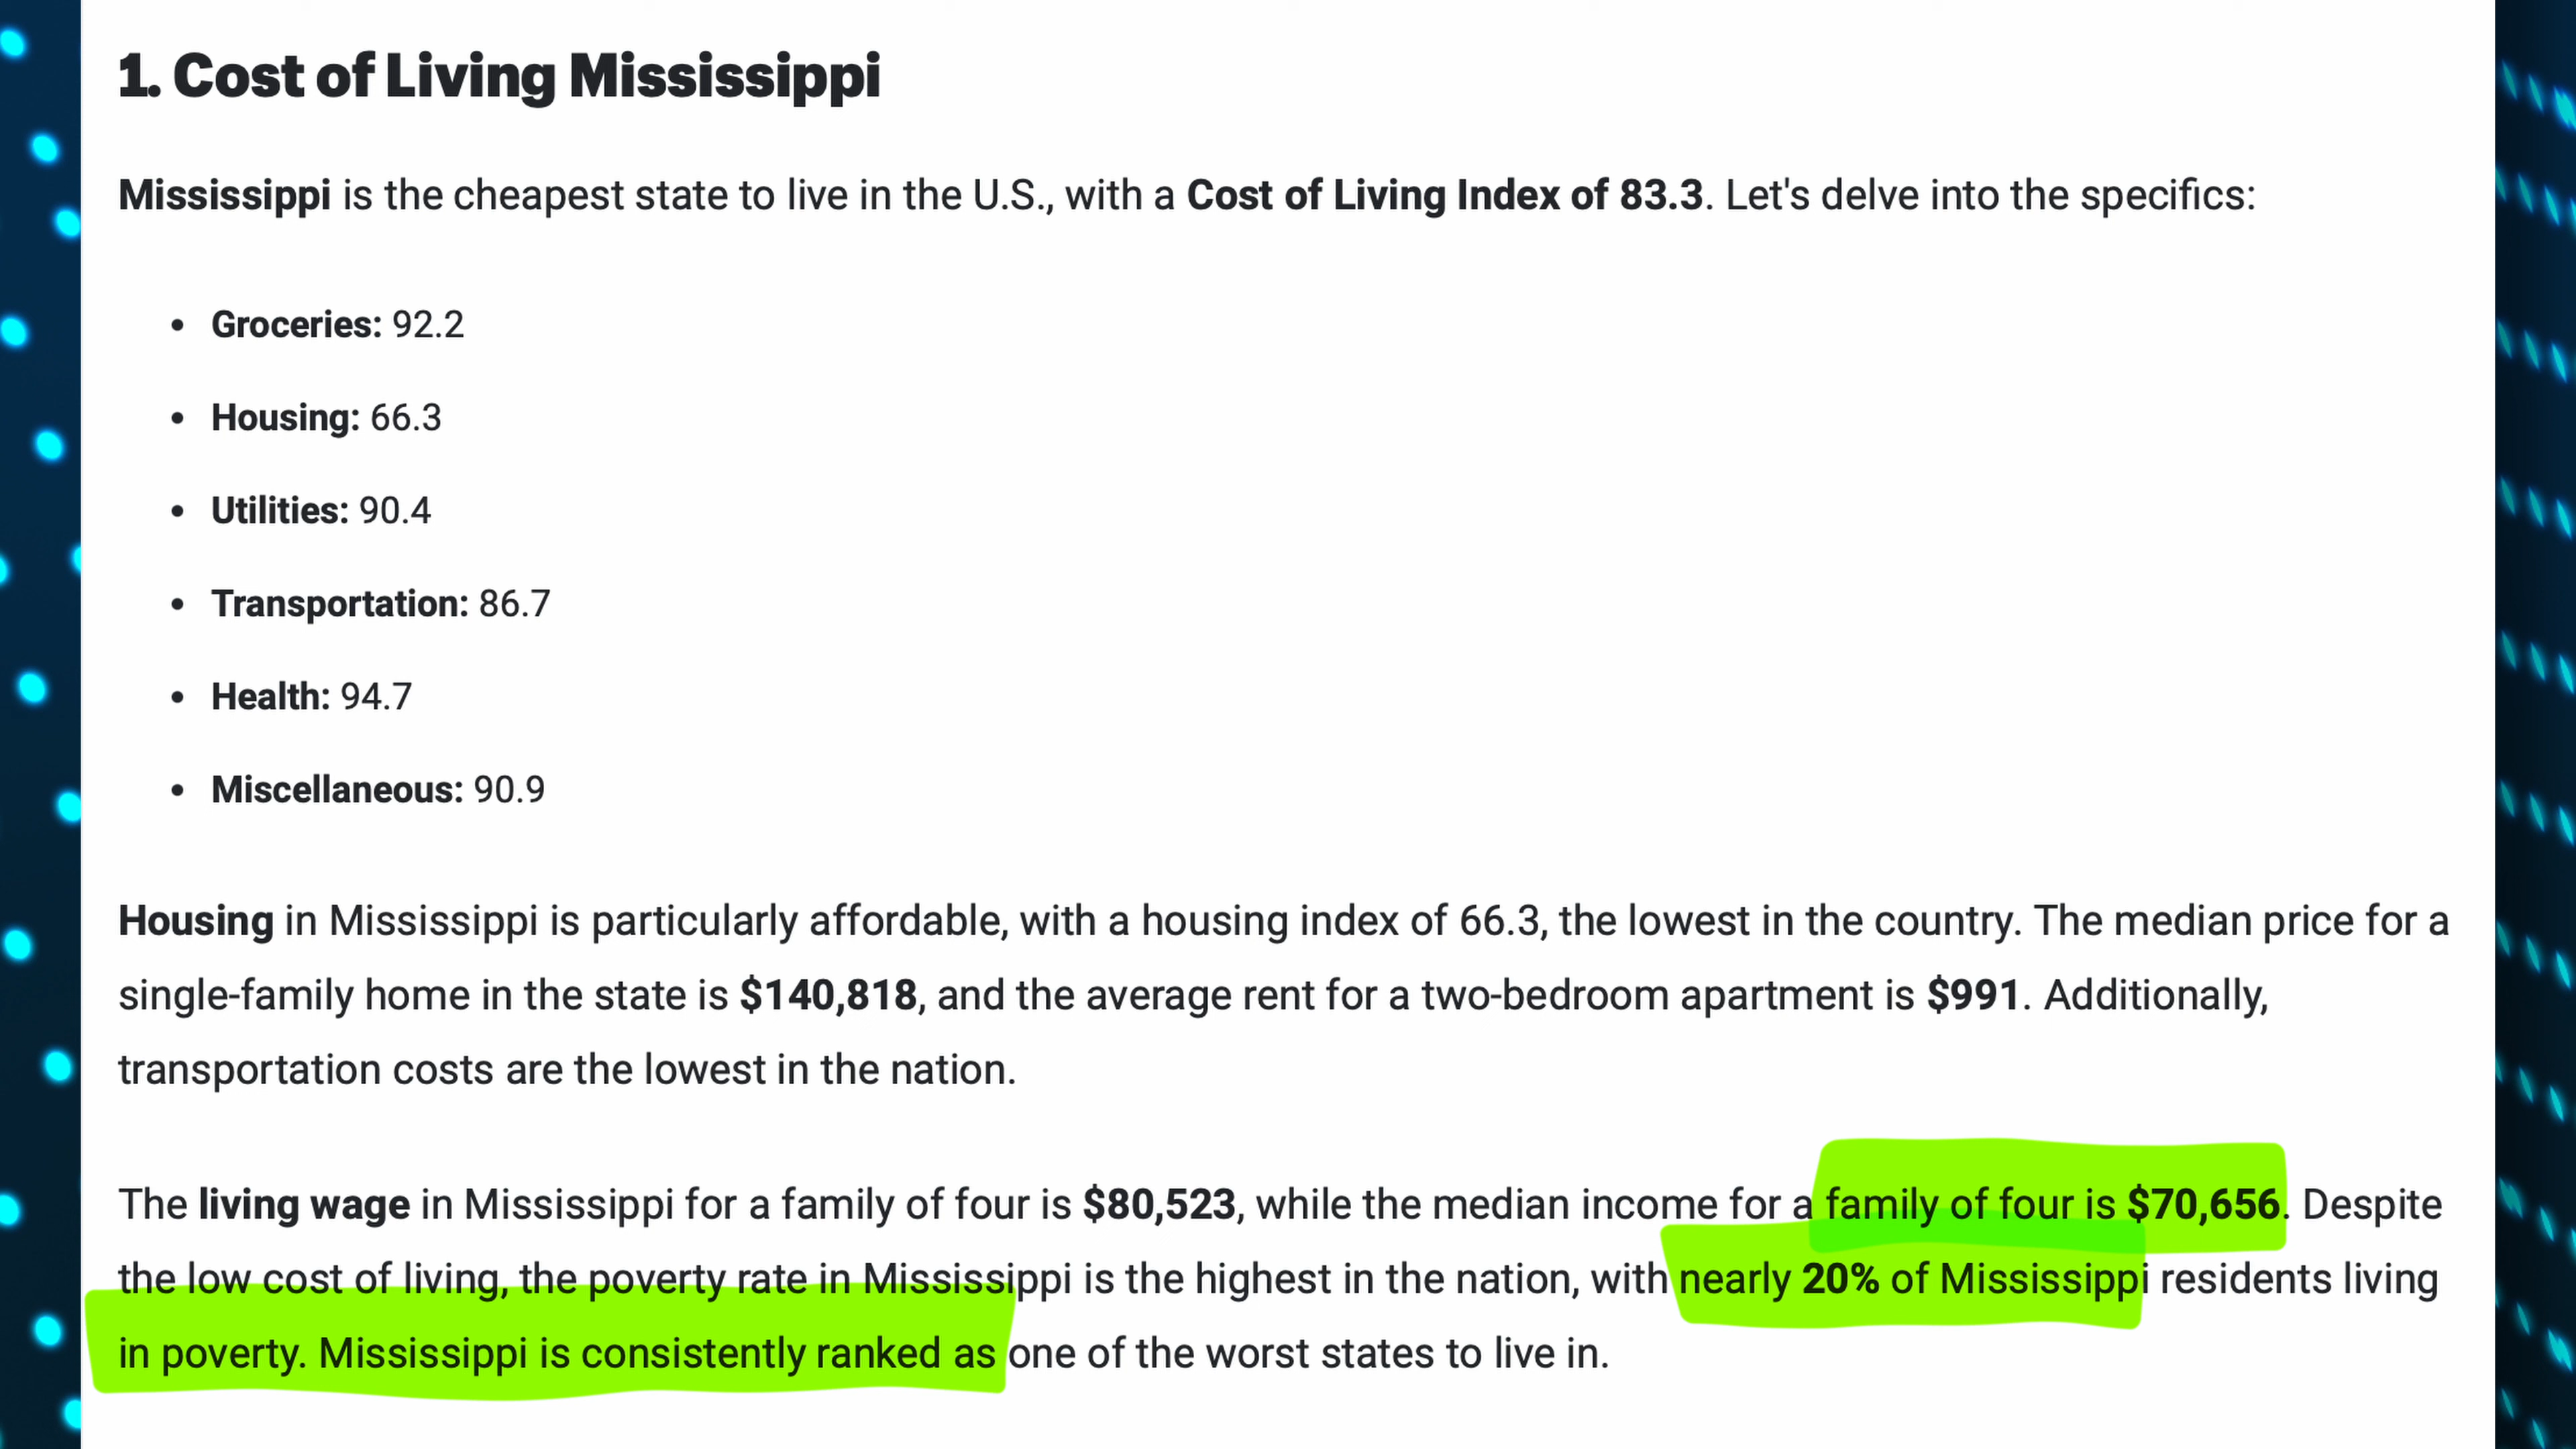 1. Cost of Living Mississippi
Mississippi is the cheapest state to live in the U.S., with a Cost of Living Index of 83.3. Let's delve into the specifics:
• Groceries: 92.2
• Housing: 66.3
• Utilities: 90.4
• Transportation: 86.7
• Health: 94.7
• Miscellaneous: 90.9
Housing in Mississippi is particularly affordable, with a housing index of 66.3, the lowest in the country. The median price for a
single-family home in the state is $140,818, and the average rent for a two-bedroom apartment is $991. Additionally,
transportation costs are the lowest in the nation.
The living wage in Mississippi for a family of four is $80,523, while the median income for a family of four is $70,656. Despite
the low cost of living, the poverty rate in Mississippi is the highest in the nation, with nearly 20% of Mississippi residents living
in poverty. Mississippi is consistently ranked as one of the worst states to live in.